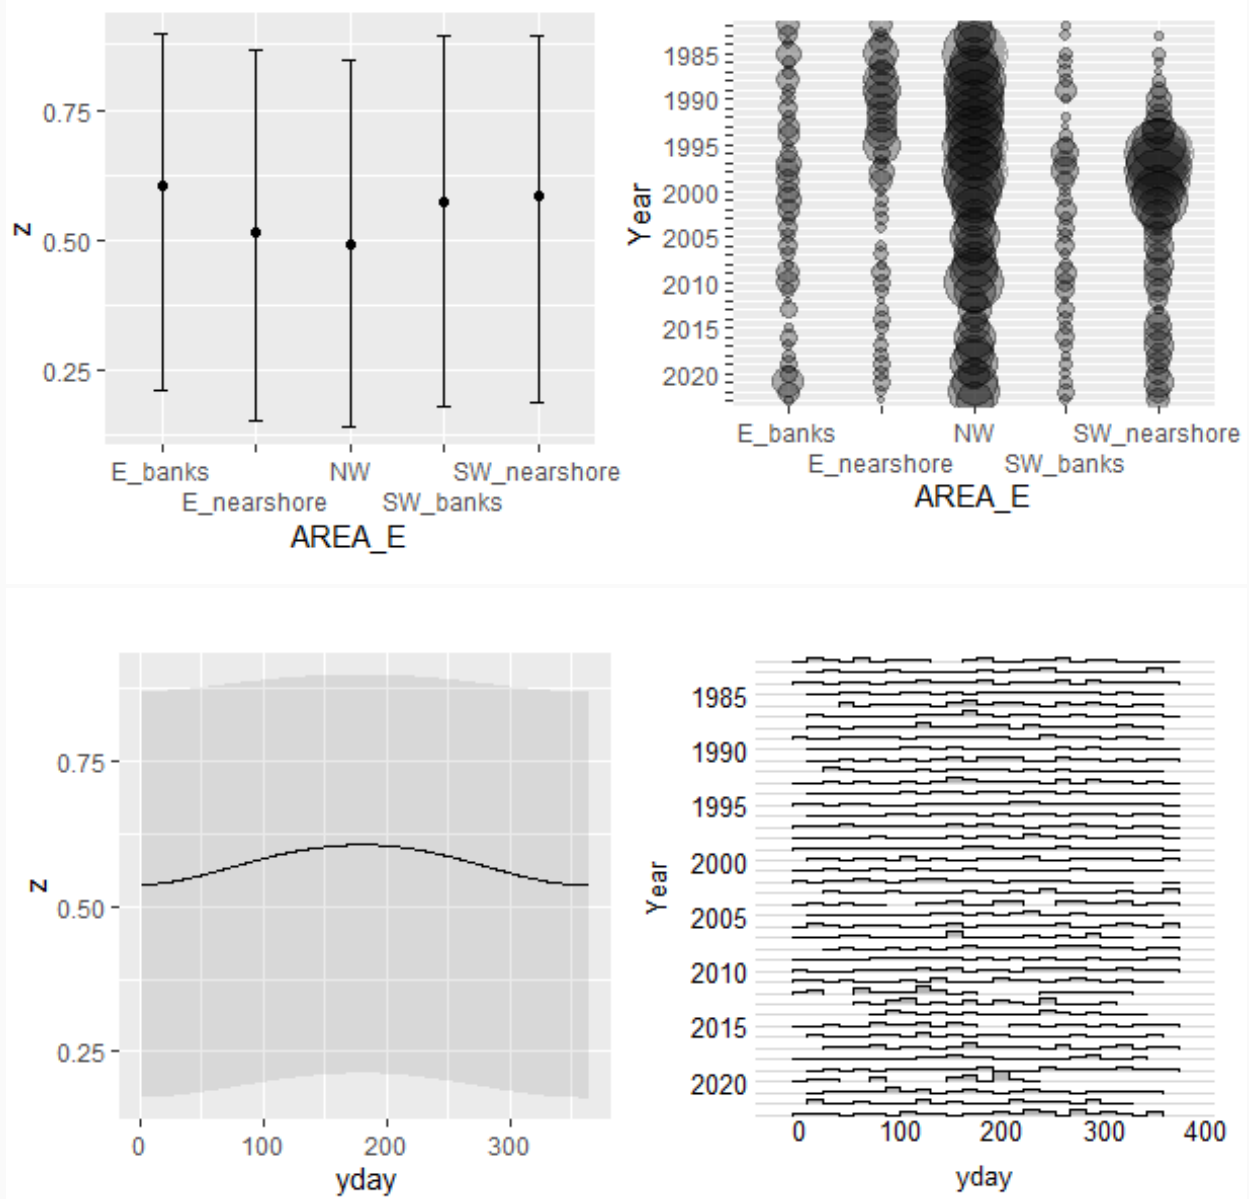 0.75
0.50
0.25
z
E_banks NW SW_nearshore
E_nearshore SW_banks
AREA_E
1985
1990
1995
2000
2005
2010
2015
2020
Year
E_banks NW SW_nearshore
E_nearshore SW_banks
AREA_E
0.75
0.50
0.25
z
0 100 200 300
yday
1985
1990
1995
2000
2005
2010
2015
2020
Year
0 100 200 300 400
yday